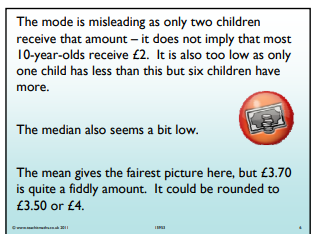 The mode is misleading as only two children
receive that amount – it does not imply that most
10-year-olds receive £2.  It is also too low as only
one child has less than this but six children have
more.
The median also seems a bit low.
The mean gives the fairest picture here, but £3.70
is quite a fiddly amount.  It could be rounded to
£3.50 or £4.
© www.teachitmaths.co.uk 2011
15953
6